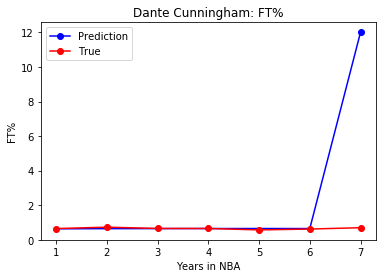 Dante Cunningham: FT%
Prediction
True
FT%
12
10
8
6
4
2
0
1 2 3 4 5 6 7
Years in NBA